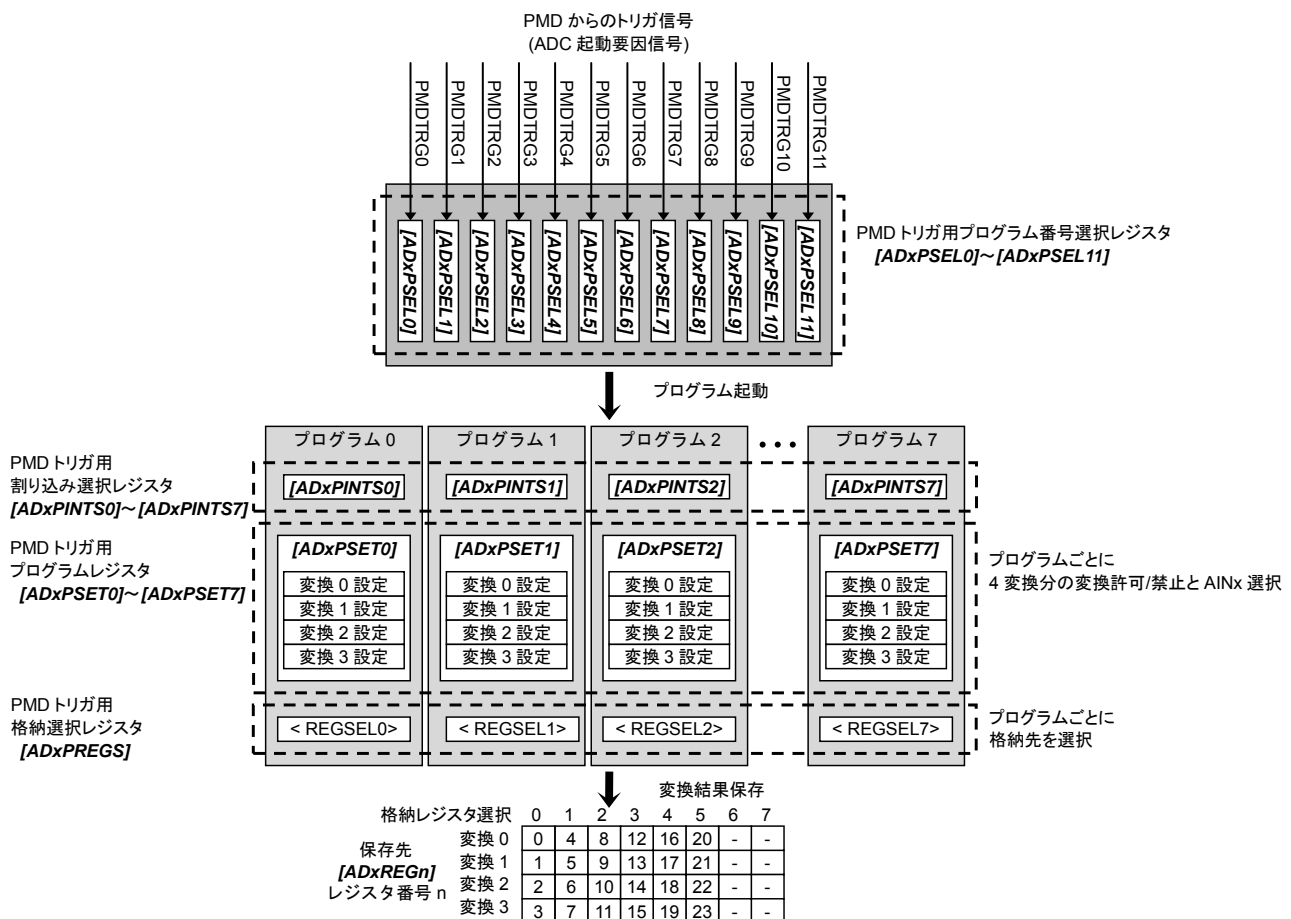 PMD からのトリガ信号
(ADC 起動要因信号)
PMDTRG0
PMDTRG1
PMDTRG2
PMDTRG3
PMDTRG4
PMDTRG5
PMDTRG6
PMDTRG7
PMDTRG8
PMDTRG9
PMDTRG10
PMDTRG11
[ADxPSEL0]
[ADxPSEL1]
[ADxPSEL2]
[ADxPSEL3]
[ADxPSEL4]
[ADxPSEL5]
[ADxPSEL6]
[ADxPSEL7]
[ADxPSEL8]
[ADxPSEL9]
[ADxPSEL10]
[ADxPSEL11]
PMD トリガ用プログラム番号選択レジスタ
[ADxPSEL0]～[ADxPSEL11]
プログラム起動
プログラム 0 プログラム 1 プログラム 2 ••• プログラム 7
PMD トリガ用
割り込み選択レジスタ
[ADxPINTS0]～[ADxPINTS7]
[ADxPINTS0] [ADxPINTS1] [ADxPINTS2] [ADxPINTS7]
PMD トリガ用
プログラムレジスタ
[ADxPSET0]～[ADxPSET7]
[ADxPSET0] [ADxPSET1] [ADxPSET2] [ADxPSET7]
変換 0 設定 変換 0 設定 変換 0 設定 変換 0 設定
変換 1 設定 変換 1 設定 変換 1 設定 変換 1 設定
変換 2 設定 変換 2 設定 変換 2 設定 変換 2 設定
変換 3 設定 変換 3 設定 変換 3 設定 変換 3 設定
プログラムごとに
4 変換分の変換許可/禁止と AINx 選択
PMD トリガ用
格納選択レジスタ
[ADxPREGS]
< REGSEL0> < REGSEL1> < REGSEL2> < REGSEL7>
プログラムごとに
格納先を選択
変換結果保存
格納レジスタ選択 0 1 2 3 4 5 6 7
保存先
[ADxREGn]
レジスタ番号 n
変換 0 0 4 8 12 16 20 - -
変換 1 1 5 9 13 17 21 - -
変換 2 2 6 10 14 18 22 - -
変換 3 3 7 11 15 19 23 - -